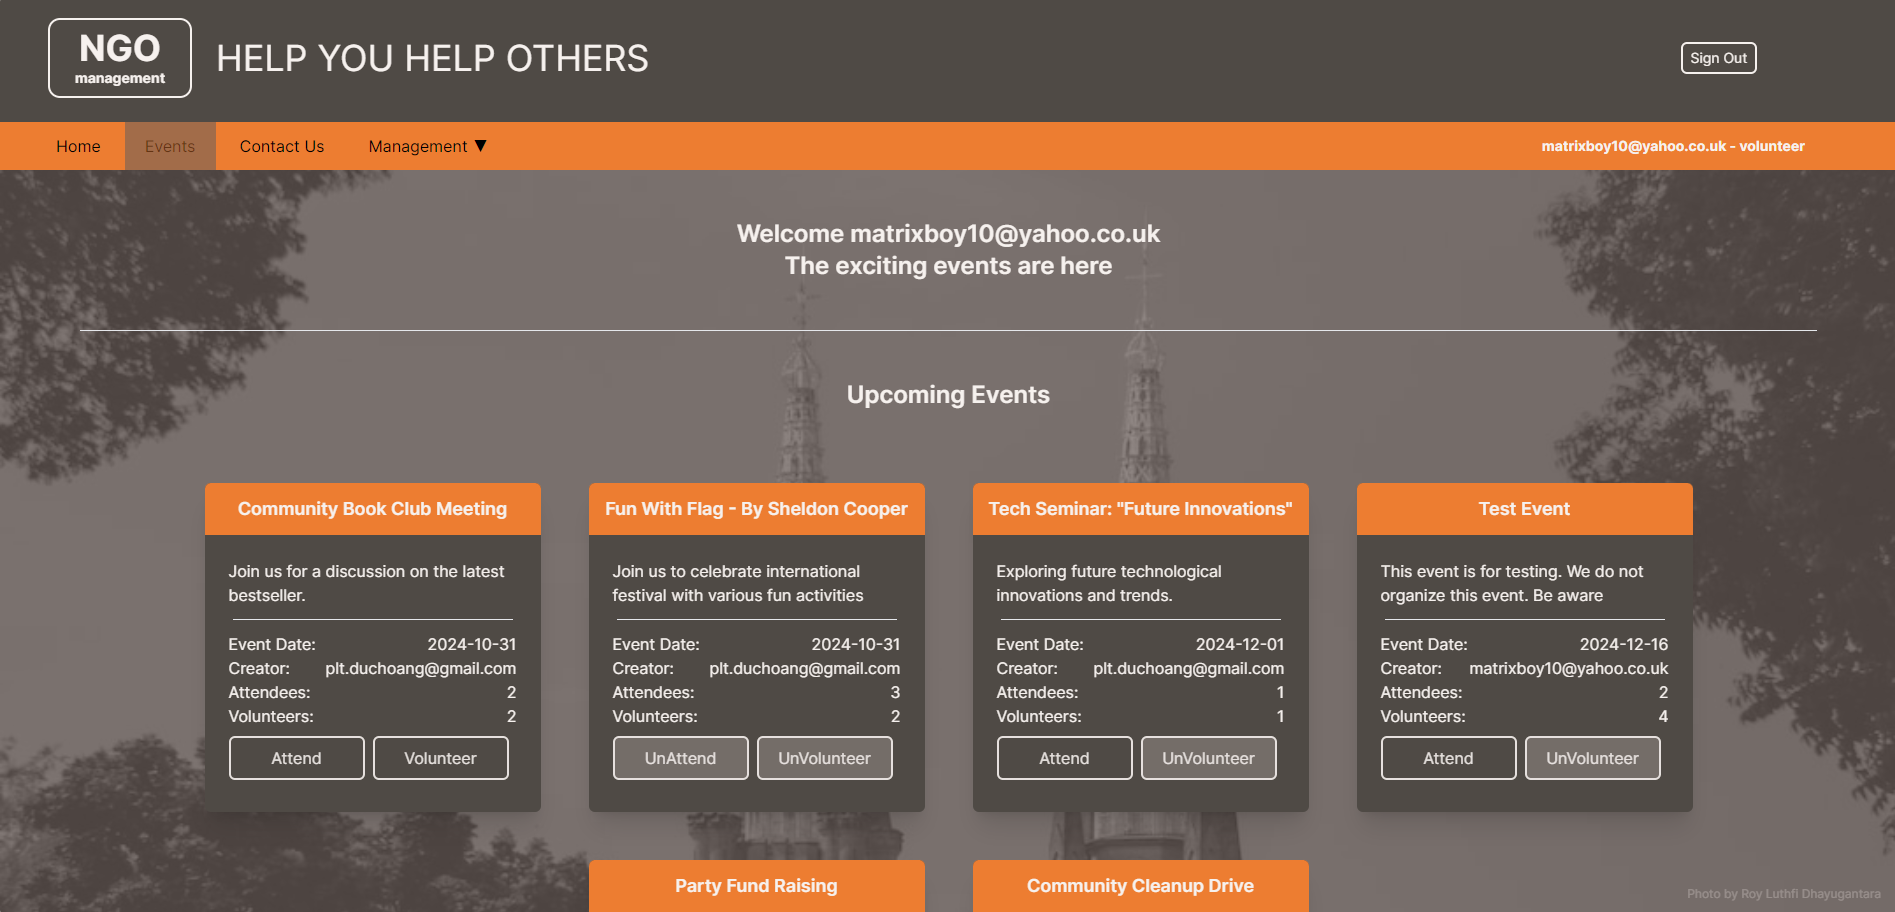 NGO
management
HELP YOU HELP OTHERS
Sign Out
Home
Events
Contact Us
Management ▼
matrixboy10@yahoo.co.uk - volunteer
Welcome matrixboy10@yahoo.co.uk
The exciting events are here
Upcoming Events
Community Book Club Meeting
Join us for a discussion on the latest
bestseller.
Event Date: 2024-10-31
Creator: plt.duchoang@gmail.com
Attendees: 2
Volunteers: 2
Attend Volunteer
Fun With Flag - By Sheldon Cooper
Join us to celebrate international
festival with various fun activities
Event Date: 2024-10-31
Creator: plt.duchoang@gmail.com
Attendees: 3
Volunteers: 2
UnAttend UnVolunteer
Tech Seminar: "Future Innovations"
Exploring future technological
innovations and trends.
Event Date: 2024-12-01
Creator: plt.duchoang@gmail.com
Attendees: 1
Volunteers: 1
Attend UnVolunteer
Test Event
This event is for testing. We do not
organize this event. Be aware
Event Date: 2024-12-16
Creator: matrixboy10@yahoo.co.uk
Attendees: 2
Volunteers: 4
Attend UnVolunteer
Party Fund Raising
Community Cleanup Drive
Photo by Roy Luthfi Dhayugantara